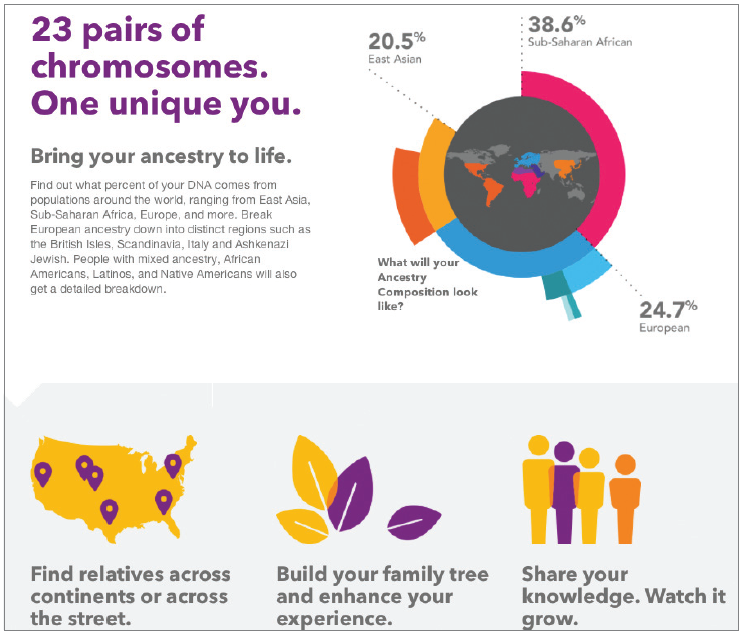 23 pairs of
chromosomes.
One unique you.
Bring your ancestry to life.
Find out what percent of your DNA comes from
populations around the world, ranging from East Asia,
Sub-Saharan Africa, Europe, and more. Break
European ancestry down into distinct regions such as
the British Isles, Scandinavia, Italy and Ashkenazi
Jewish. People with mixed ancestry, African
Americans, Latinos, and Native Americans will also
get a detailed breakdown.
20.5%
East Asian
38.6%
Sub-Saharan African
What will your
Ancestry
Composition look
like?
24.7%
European
Find relatives across
continents or across
the street.
Build your family tree
and enhance your
experience.
Share your
knowledge. Watch it
grow.